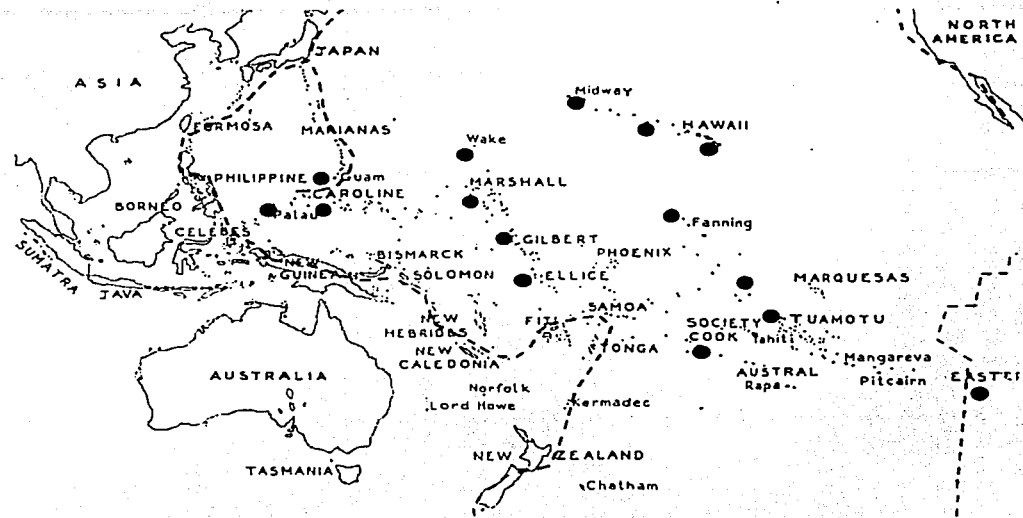 NORTH
AMERICA
JAPAN
ASIA
Midway
FORMOSA
MARIANAS
HAWAII
Wake
PHILIPPINE
Guam
MARSHALL
CAROLINE
BORNEO
Palau
Fanning
CELEBES
GILBERT
BISMARCK
PHOENIX
SUMATRA
NEW
GUINEA
SOLOMON
ELLICE
MARQUESAS
JAVA
SAMOA
NEW
HEBRIDES
FIJI
SOCIETY
TUAMOTU
COOK
Tahiti
NEW
CALEDONIA
TONGA
Mangareva
AUSTRALIA
AUSTRAL
Pitcairn
EASTER
Rapa
Norfolk
Lord Howe
Kermadec
NEW ZEALAND
TASMANIA
Chatham